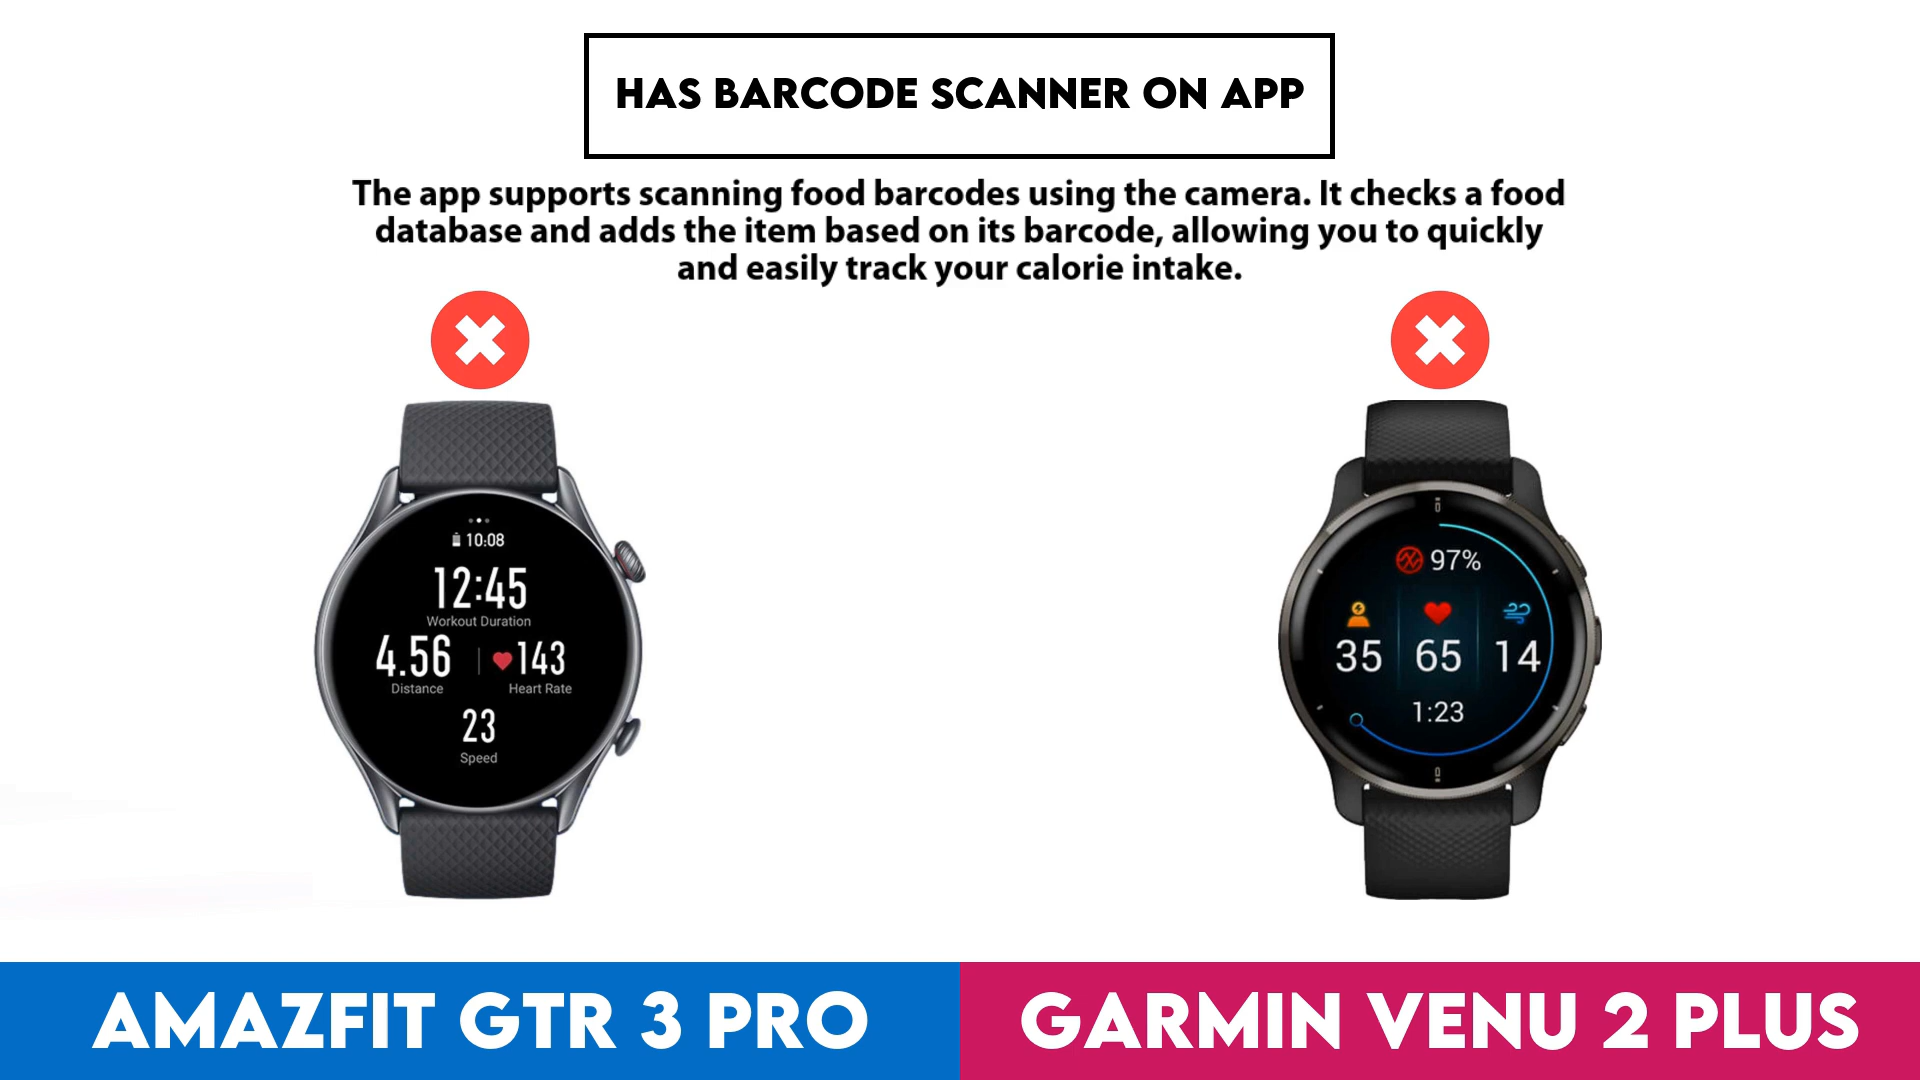 HAS BARCODE SCANNER ON APP
The app supports scanning food barcodes using the camera. It checks a food
database and adds the item based on its barcode, allowing you to quickly
and easily track your calorie intake.
10:08
12:45
Workout Duration
4.56 143
Distance Heart Rate
23
Speed
97%
35 65 14
1:23
AMAZFIT GTR 3 PRO
GARMIN VENU 2 PLUS